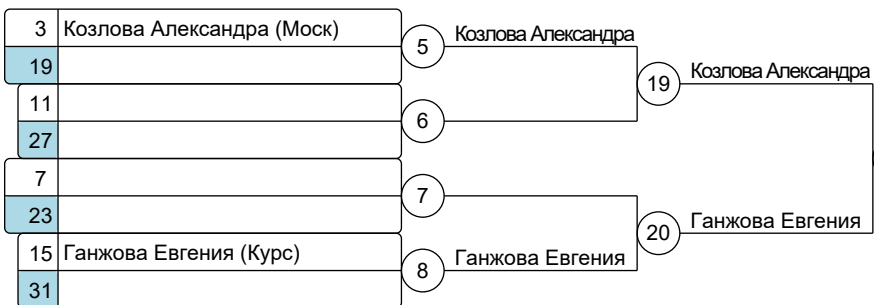 3 Козлова Александра (Моск)
5 Козлова Александра
19
19 Козлова Александра
11
6
27
7
7
23
20 Ганжова Евгения
15 Ганжова Евгения (Курс)
8 Ганжова Евгения
31